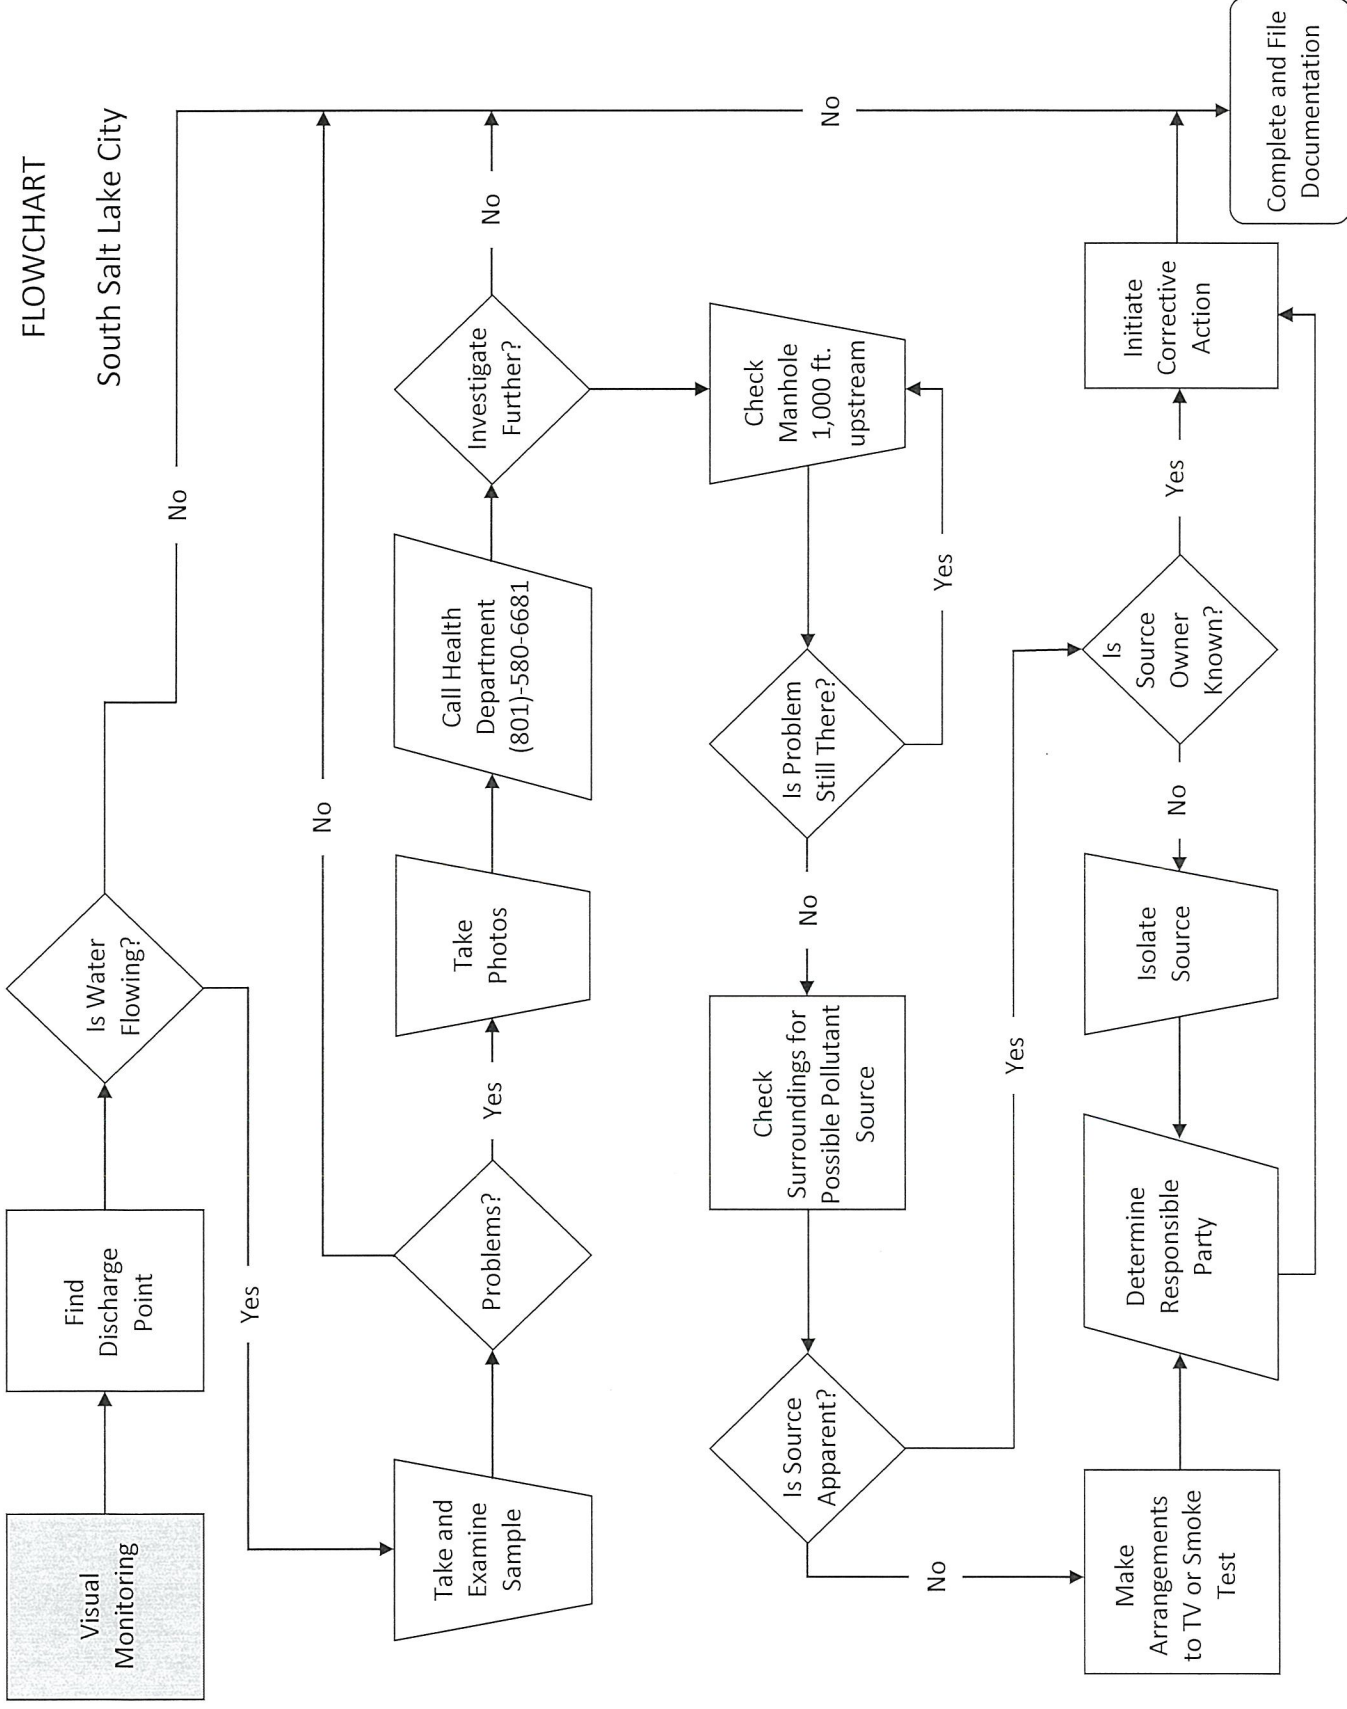 FLOWCHART
South Salt Lake City
Visual
Monitoring
Find
Discharge
Point
Is Water
Flowing?
No
Yes
No
Take and
Examine
Sample
Problems?
Yes
Take
Photos
Call Health
Department
(801)-580-6681
Investigate
Further?
No
Is Source
Apparent?
Check
Surroundings for
Possible Pollutant
Source
No
Is Problem
Still There?
Check
Manhole
1,000 ft.
upstream
No
Yes
No
Yes
Make
Arrangements
to TV or Smoke
Test
Determine
Responsible
Party
Isolate
Source
No
Is
Source
Owner
Known?
Yes
Initiate
Corrective
Action
Complete and File
Documentation